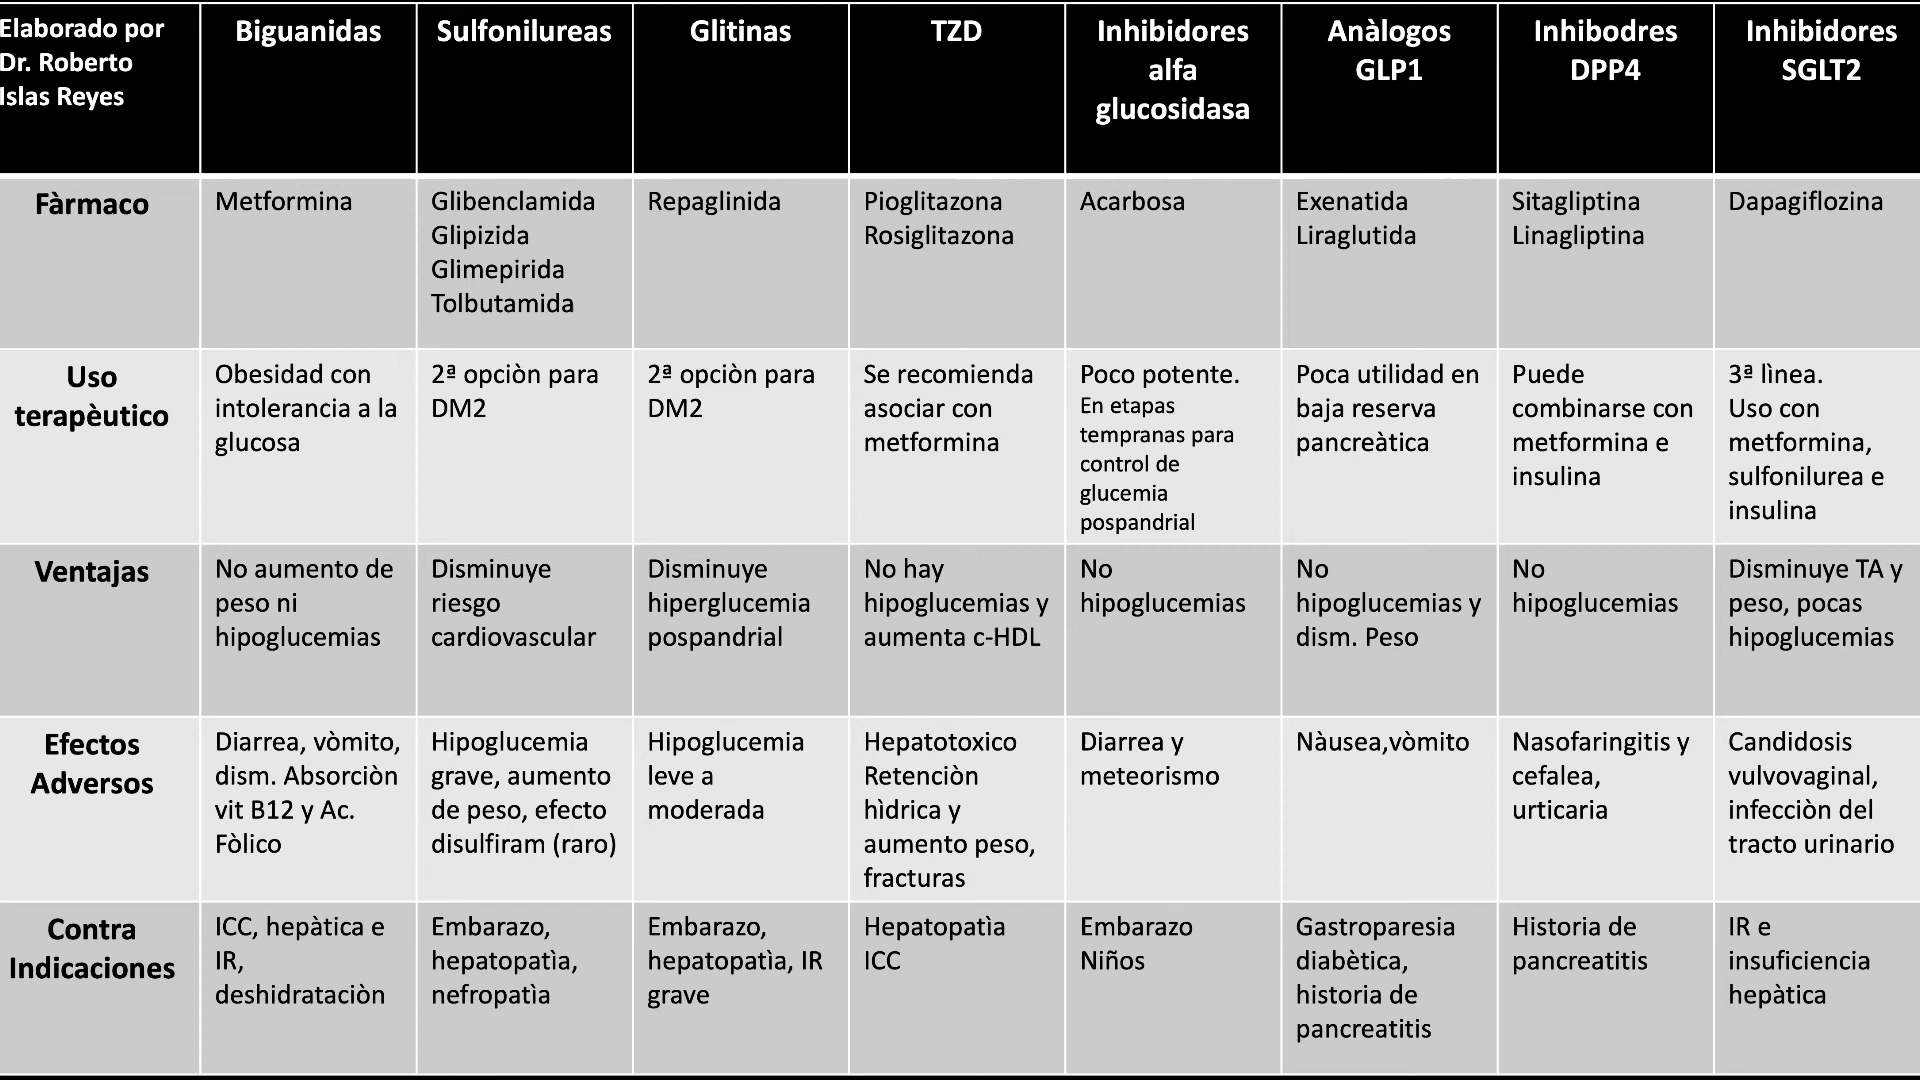 Elaborado por
Dr. Roberto
Islas Reyes
Biguanidas
Sulfonilureas
Glitinas
TZD
Inhibidores
alfa
glucosidasa
Anàlogos
GLP1
Inhibodres
DPP4
Inhibidores
SGLT2
Fàrmaco
Metformina
Glibenclamida
Glipizida
Glimepirida
Tolbutamida
Repaglinida
Pioglitazona
Rosiglitazona
Acarbosa
Exenatida
Liraglutida
Sitagliptina
Linagliptina
Dapagiflozina
Uso
terapèutico
Obesidad con
intolerancia a la
glucosa
2ª opciòn para
DM2
2ª opciòn para
DM2
Se recomienda
asociar con
metformina
Poco potente.
En etapas
tempranas para
control de
glucemia
pospandrial
Poca utilidad en
baja reserva
pancreàtica
Puede
combinarse con
metformina e
insulina
3ª lìnea.
Uso con
metformina,
sulfonilurea e
insulina
Ventajas
No aumento de
peso ni
hipoglucemias
Disminuye
riesgo
cardiovascular
Disminuye
hiperglucemia
pospandrial
No hay
hipoglucemias y
aumenta c-HDL
No
hipoglucemias
No
hipoglucemias y
dism. Peso
No
hipoglucemias
Disminuye TA y
peso, pocas
hipoglucemias
Efectos
Adversos
Diarrea, vòmito,
dism. Absorciòn
vit B12 y Ac.
Fòlico
Hipoglucemia
grave, aumento
de peso, efecto
disulfiram (raro)
Hipoglucemia
leve a
moderada
Hepatotoxico
Retenciòn
hìdrica y
aumento peso,
fracturas
Diarrea y
meteorismo
Nàusea,vòmito
Nasofaringitis y
cefalea,
urticaria
Candidosis
vulvovaginal,
infecciòn del
tracto urinario
Contra
Indicaciones
ICC, hepàtica e
IR,
deshidrataciòn
Embarazo,
hepatopatìa,
nefropatìa
Embarazo,
hepatopatìa, IR
grave
Hepatopatìa
ICC
Embarazo
Niños
Gastroparesia
diabètica,
historia de
pancreatitis
Historia de
pancreatitis
IR e
insuficiencia
hepàtica